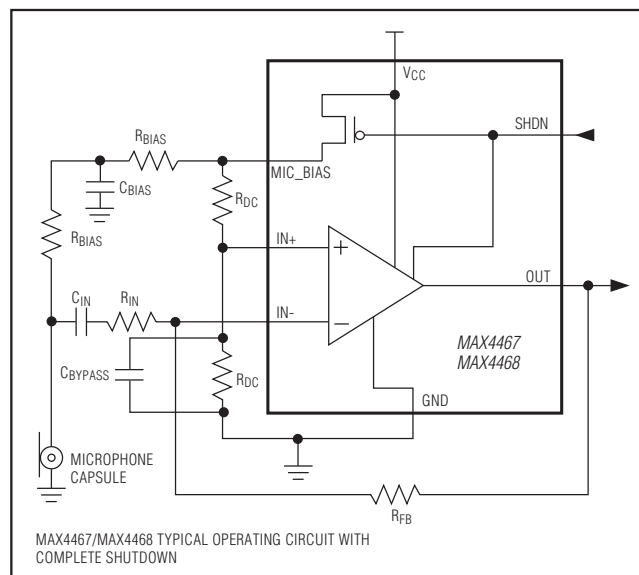 VCC
SHDN
RBIAS
MIC_BIAS
CBIAS
RDC
RBIAS
IN+
+
OUT
CIN
RIN
IN-
−
MAX4467
MAX4468
CBYPASS
RDC
GND
MICROPHONE
CAPSULE
RFB
MAX4467/MAX4468 TYPICAL OPERATING CIRCUIT WITH
COMPLETE SHUTDOWN